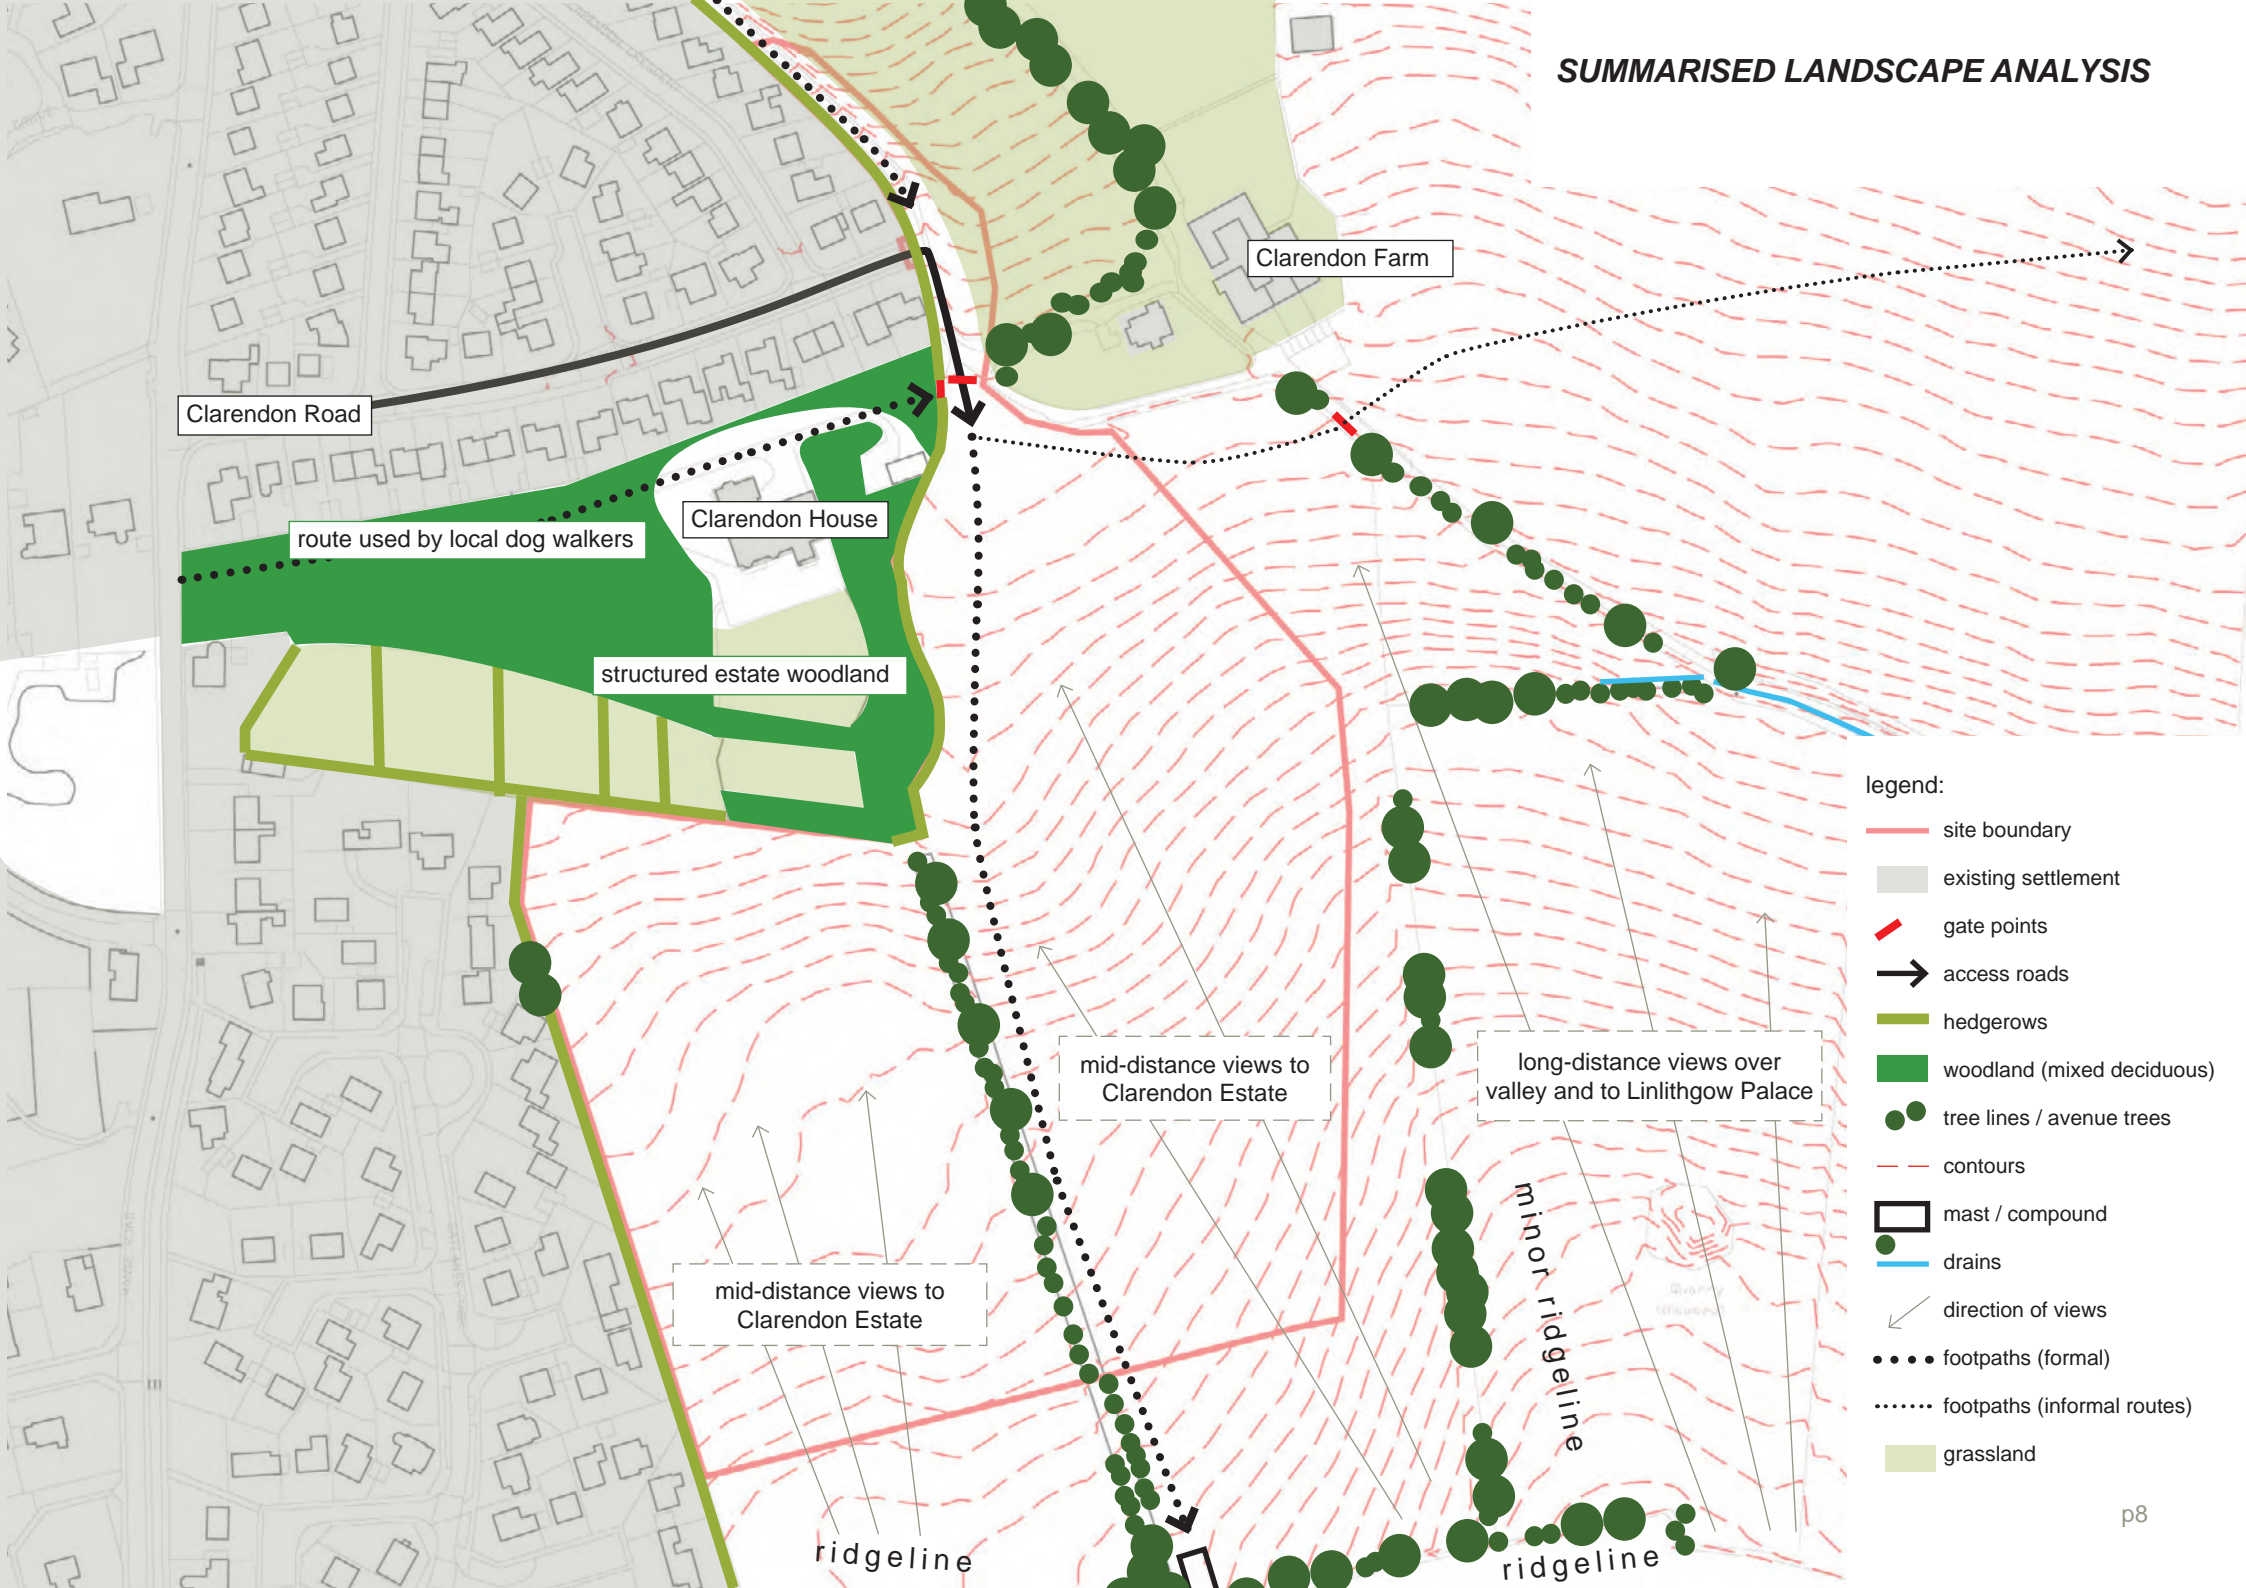 SUMMARISED LANDSCAPE ANALYSIS
Clarendon Farm
Clarendon Road
Clarendon House
route used by local dog walkers
structured estate woodland
mid-distance views to
Clarendon Estate
long-distance views over
valley and to Linlithgow Palace
mid-distance views to
Clarendon Estate
minor ridgeline
ridgeline
ridgeline
legend:
site boundary
existing settlement
gate points
access roads
hedgerows
woodland (mixed deciduous)
tree lines / avenue trees
contours
mast / compound
drains
direction of views
footpaths (formal)
footpaths (informal routes)
grassland
p8